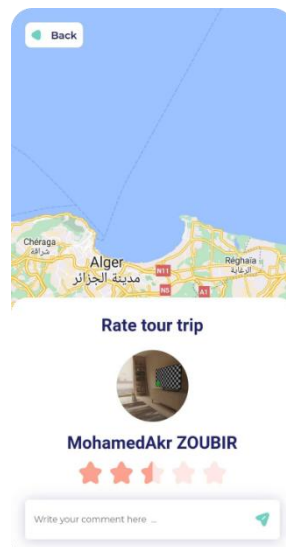 Back
Chéraga
شراقة
Alger
مدينة الجزائر
N11
Réghaïa
الرغاية
N5
A1
Rate tour trip
MohamedAkr ZOUBIR
Write your comment here ...